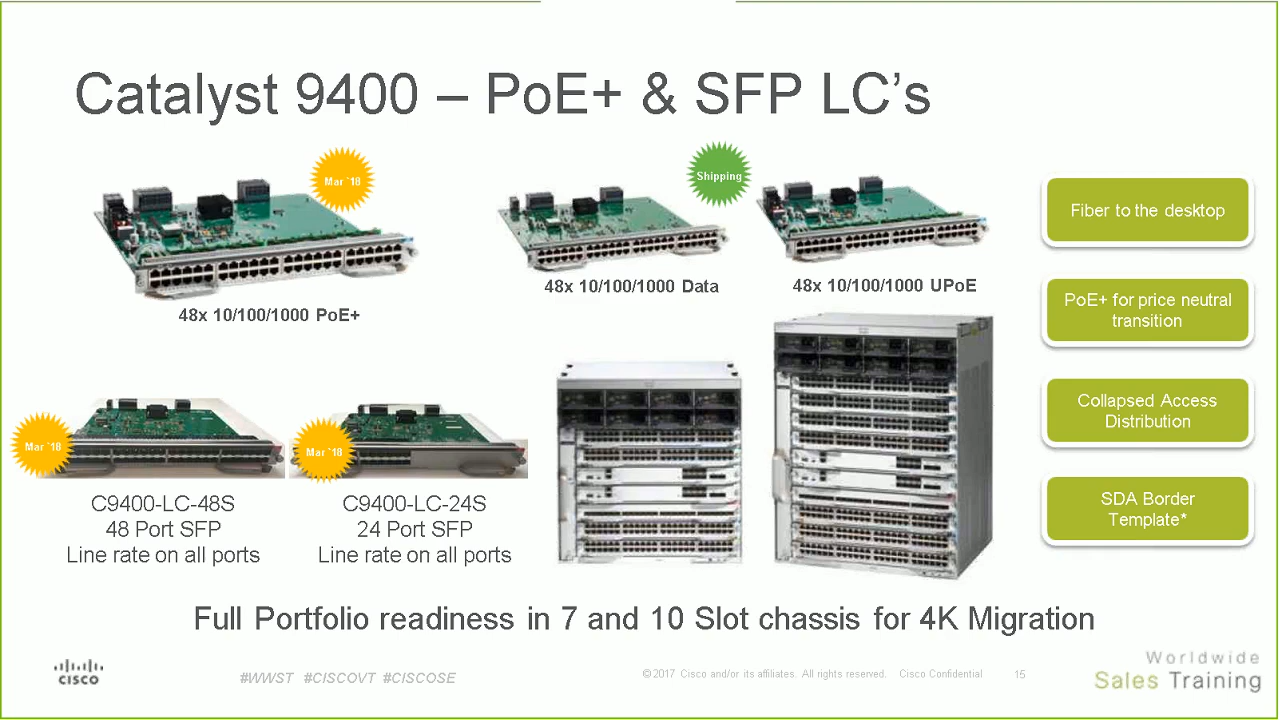 Catalyst 9400 – PoE+ & SFP LC's
Mar `18
Shipping
48x 10/100/1000 PoE+
48x 10/100/1000 Data
48x 10/100/1000 UPoE
Fiber to the desktop
PoE+ for price neutral
transition
Collapsed Access
Distribution
SDA Border
Template*
Mar `18
Mar `18
C9400-LC-48S
48 Port SFP
Line rate on all ports
C9400-LC-24S
24 Port SFP
Line rate on all ports
Full Portfolio readiness in 7 and 10 Slot chassis for 4K Migration
CISCO
#WWST #CISCOVT #CISCOSE
©2017 Cisco and/or its affiliates. All rights reserved. Cisco Confidential
15
Worldwide
Sales Training